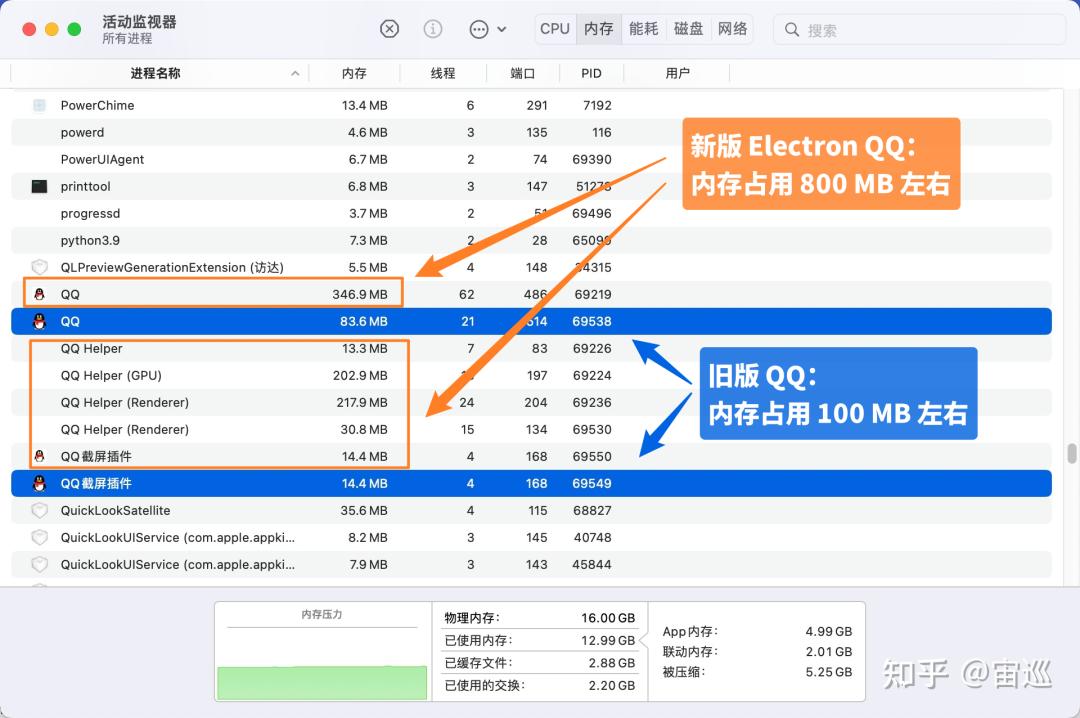 活动监视器
所有进程
CPU 内存 能耗 磁盘 网络 搜索
进程名称 内存 线程 端口 PID 用户
PowerChime 13.4 MB 6 291 7192
powerd 4.6 MB 3 135 116
PowerUIAgent 6.7 MB 2 74 69390
printtool 6.8 MB 3 147 51273
progressd 3.7 MB 2 51 69496
python3.9 7.3 MB 2 28 65099
QLPreviewGenerationExtension (访达) 5.5 MB 4 148 34315
QQ 346.9 MB 62 486 69219
QQ 83.6 MB 21 514 69538
QQ Helper 13.3 MB 7 83 69226
QQ Helper (GPU) 202.9 MB 197 69224
QQ Helper (Renderer) 217.9 MB 24 204 69236
QQ Helper (Renderer) 30.8 MB 15 134 69530
QQ截屏插件 14.4 MB 4 168 69550
QQ截屏插件 14.4 MB 4 168 69549
QuickLookSatellite 35.6 MB 4 115 68827
QuickLookUIService (com.apple.appki... 8.2 MB 3 145 40748
QuickLookUIService (com.apple.appki... 7.9 MB 3 143 45844
新版 Electron QQ：
内存占用 800 MB 左右
旧版 QQ：
内存占用 100 MB 左右
内存压力
物理内存： 16.00 GB
已使用内存： 12.99 GB
已缓存文件： 2.88 GB
已使用的交换： 2.20 GB
App内存： 4.99 GB
联动内存： 2.01 GB
被压缩： 5.25 GB
知乎 @宙巡